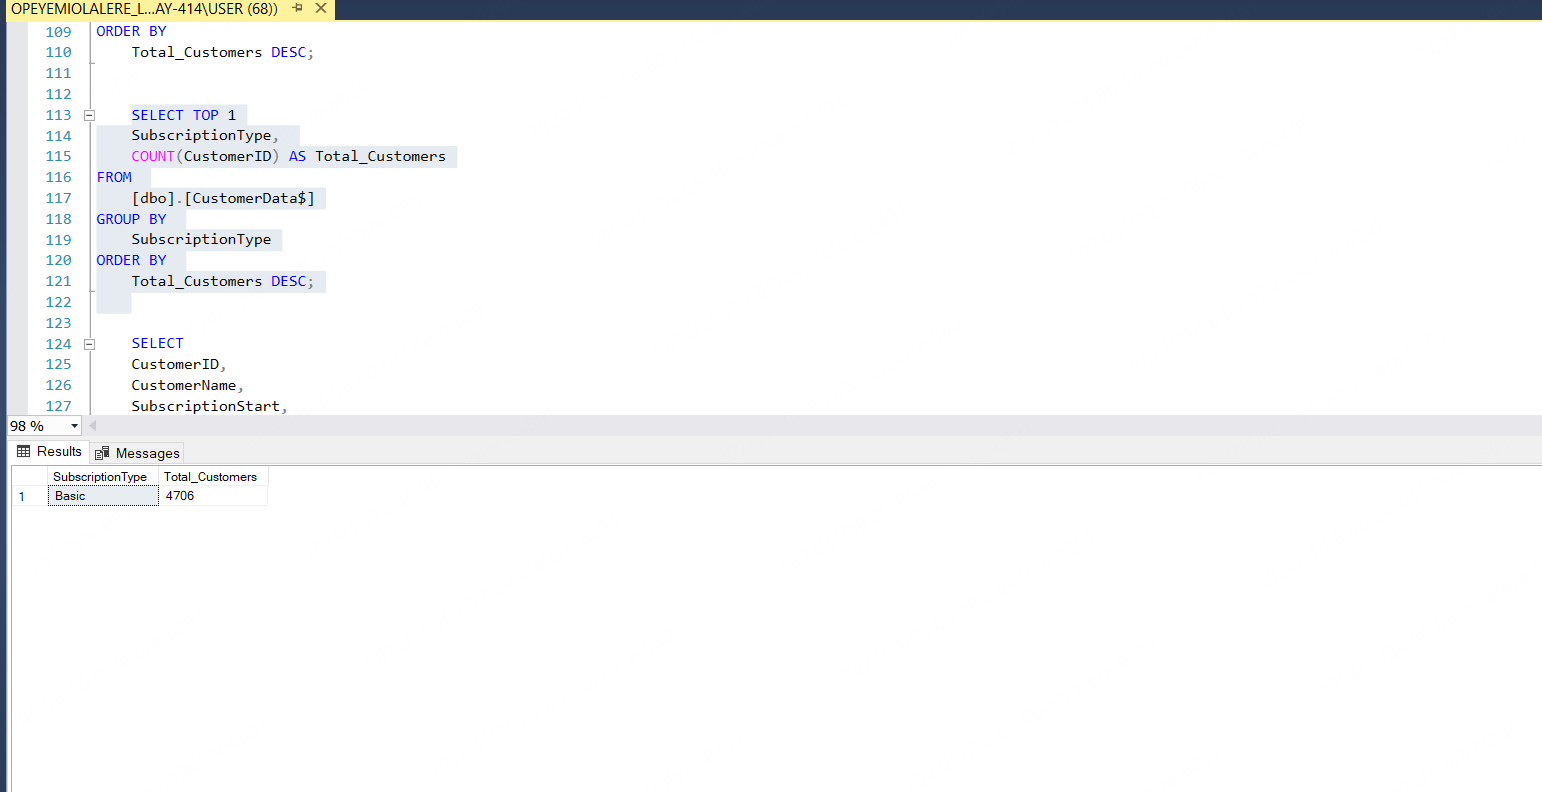 OPEYEMIOLALERE_L...AY-414\USER (68))
109 ORDER BY
110 Total_Customers DESC;
111
112
113 SELECT TOP 1
114 SubscriptionType,
115 COUNT(CustomerID) AS Total_Customers
116 FROM
117 [dbo].[CustomerData$]
118 GROUP BY
119 SubscriptionType
120 ORDER BY
121 Total_Customers DESC;
122
123
124 SELECT
125 CustomerID,
126 CustomerName,
127 SubscriptionStart,
98 %
Results Messages
SubscriptionType Total_Customers
1 Basic 4706